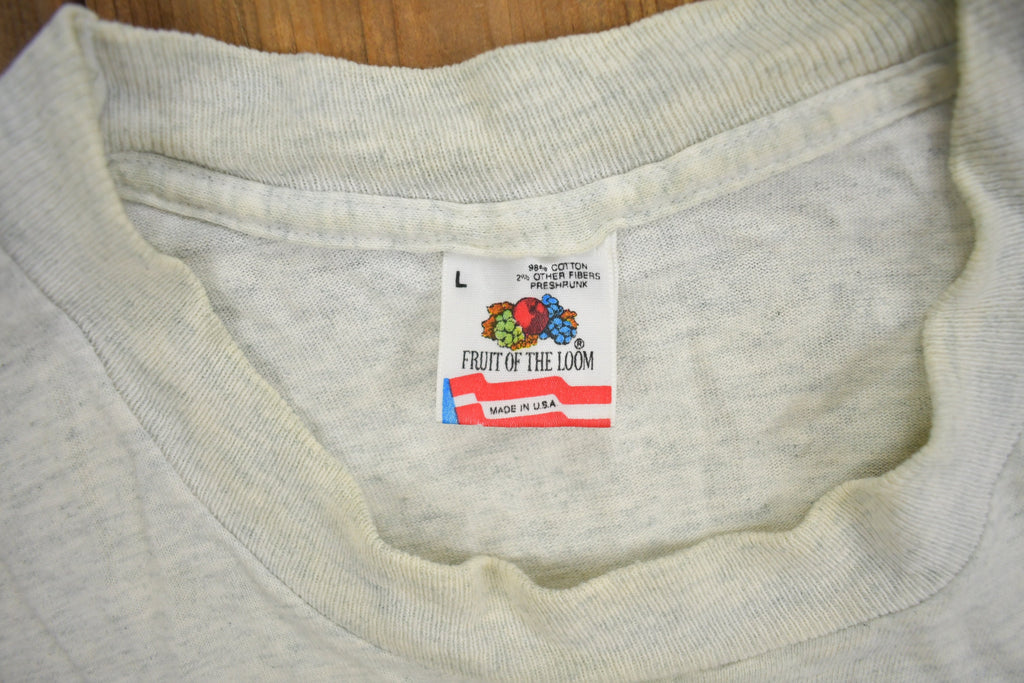 L
98% COTTON
2% OTHER FIBERS
PRESHRUNK
®
FRUIT OF THE LOOM
MADE IN U.S.A